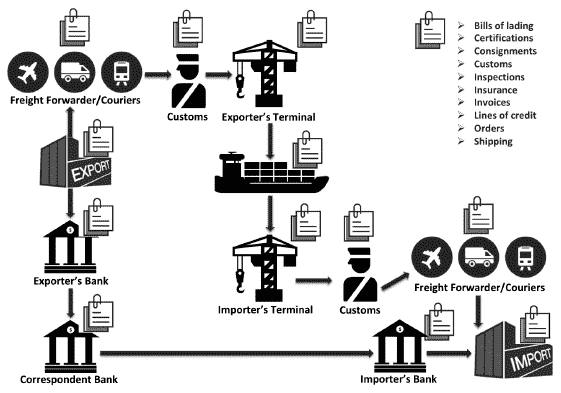 Bills of lading
Certifications
Consignments
Customs
Inspections
Insurance
Invoices
Lines of credit
Orders
Shipping
Freight Forwarder/Couriers
Customs
Exporter's Terminal
EXPORT
Exporter's Bank
Importer's Terminal
Customs
Freight Forwarder/Couriers
Correspondent Bank
Importer's Bank
IMPORT